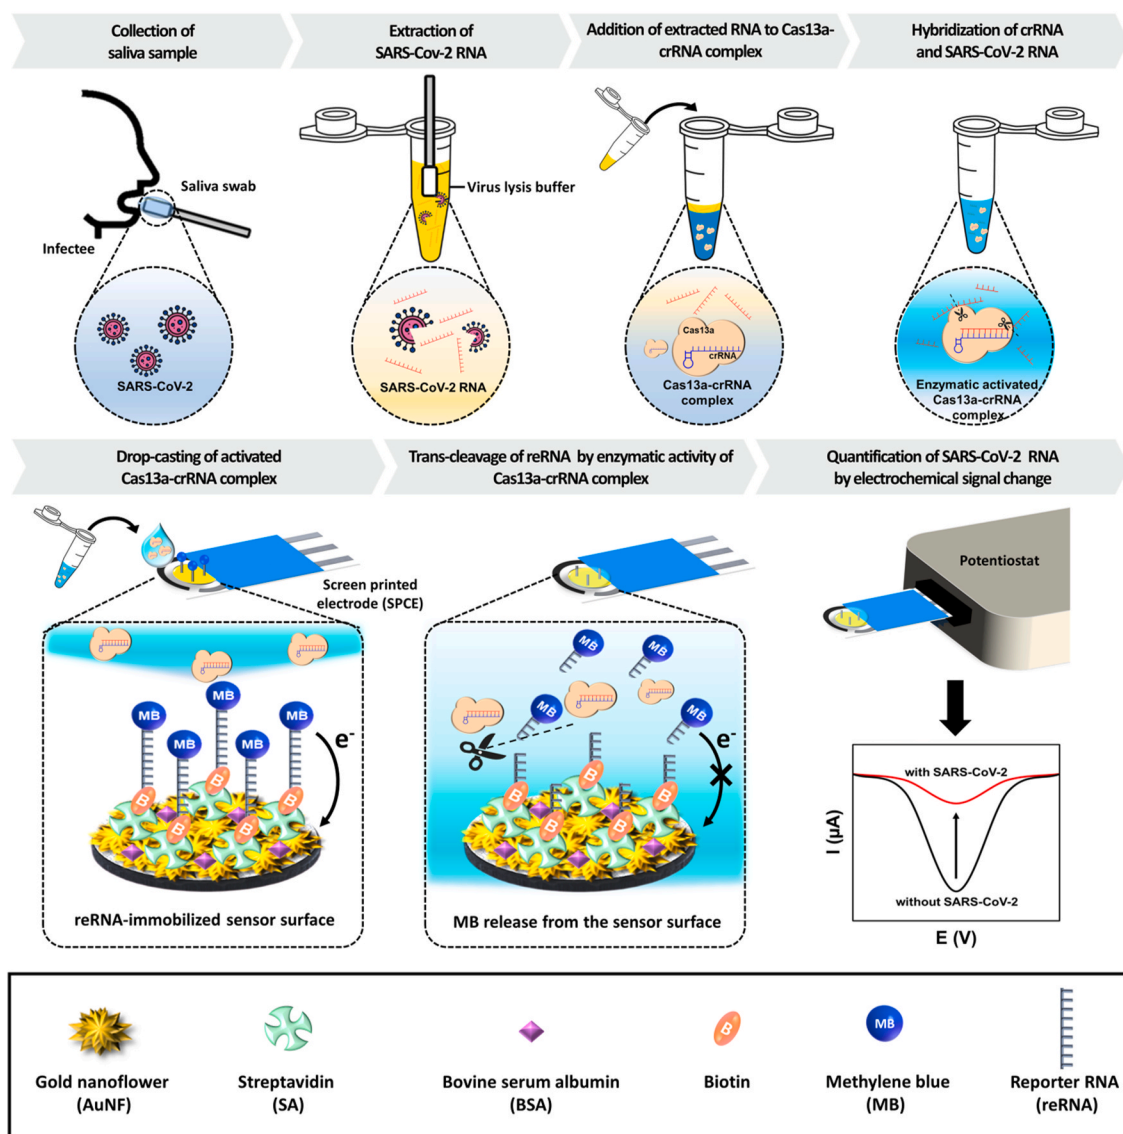 Collection of
saliva sample
Extraction of
SARS-Cov-2 RNA
Addition of extracted RNA to Cas13a-
crRNA complex
Hybridization of crRNA
and SARS-CoV-2 RNA
Saliva swab
Infectee
SARS-CoV-2
Virus lysis buffer
SARS-CoV-2 RNA
Cas13a
crRNA
Cas13a-crRNA
complex
Enzymatic activated
Cas13a-crRNA
complex
Drop-casting of activated
Cas13a-crRNA complex
Trans-cleavage of reRNA by enzymatic activity of
Cas13a-crRNA complex
Quantification of SARS-CoV-2 RNA
by electrochemical signal change
Screen printed
electrode (SPCE)
MB
MB
MB
MB
MB
e-
B
B
B
B
B
reRNA-immobilized sensor surface
MB
MB
MB
MB
e-
B
B
B
B
B
MB release from the sensor surface
Potentiostat
with SARS-CoV-2
without SARS-CoV-2
I (µA)
E (V)
Gold nanoflower
(AuNF)
Streptavidin
(SA)
Bovine serum albumin
(BSA)
B
Biotin
MB
Methylene blue
(MB)
Reporter RNA
(reRNA)